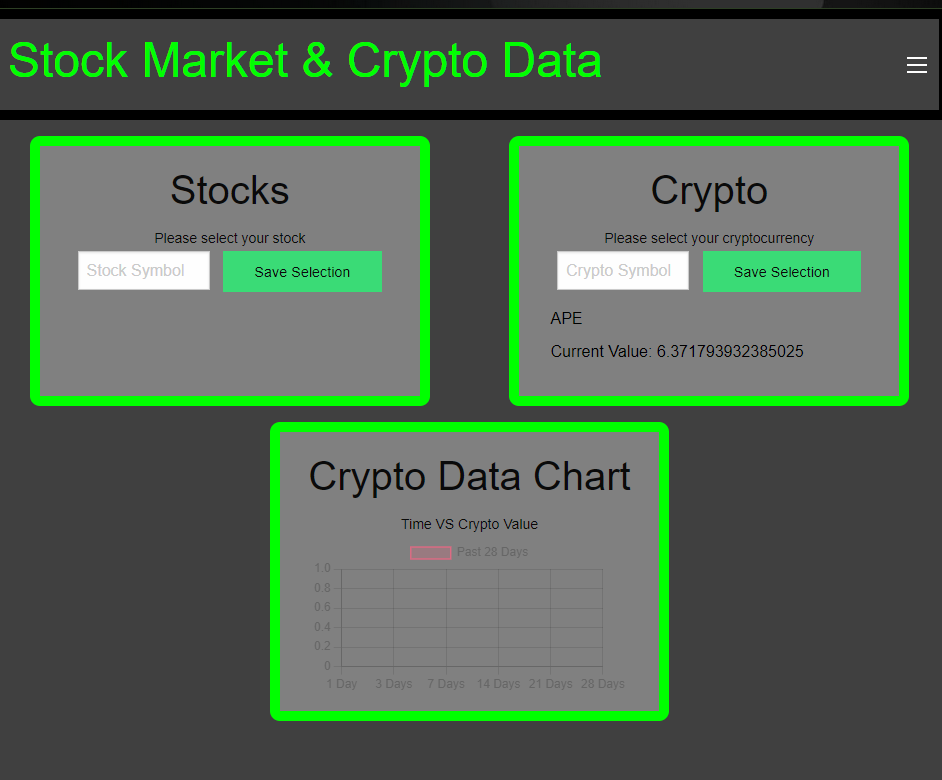 Stock Market & Crypto Data
Stocks
Please select your stock
Stock Symbol
Save Selection
Crypto
Please select your cryptocurrency
Crypto Symbol
Save Selection
APE
Current Value: 6.371793932385025
Crypto Data Chart
Time VS Crypto Value
Past 28 Days
1.0
0.8
0.6
0.4
0.2
0
1 Day 3 Days 7 Days 14 Days 21 Days 28 Days